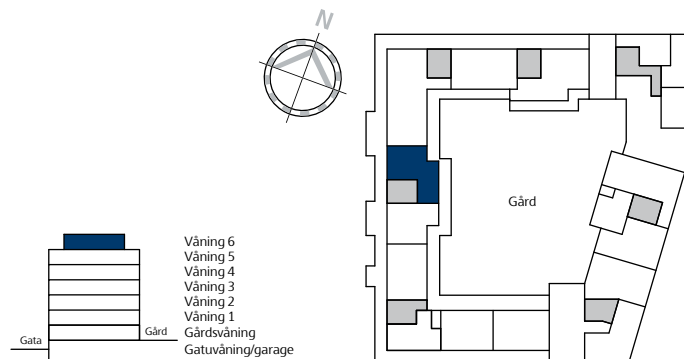 N
Gård
Våning 6
Våning 5
Våning 4
Våning 3
Våning 2
Våning 1
Gata
Gård
Gårdsvåning
Gatuvåning/garage